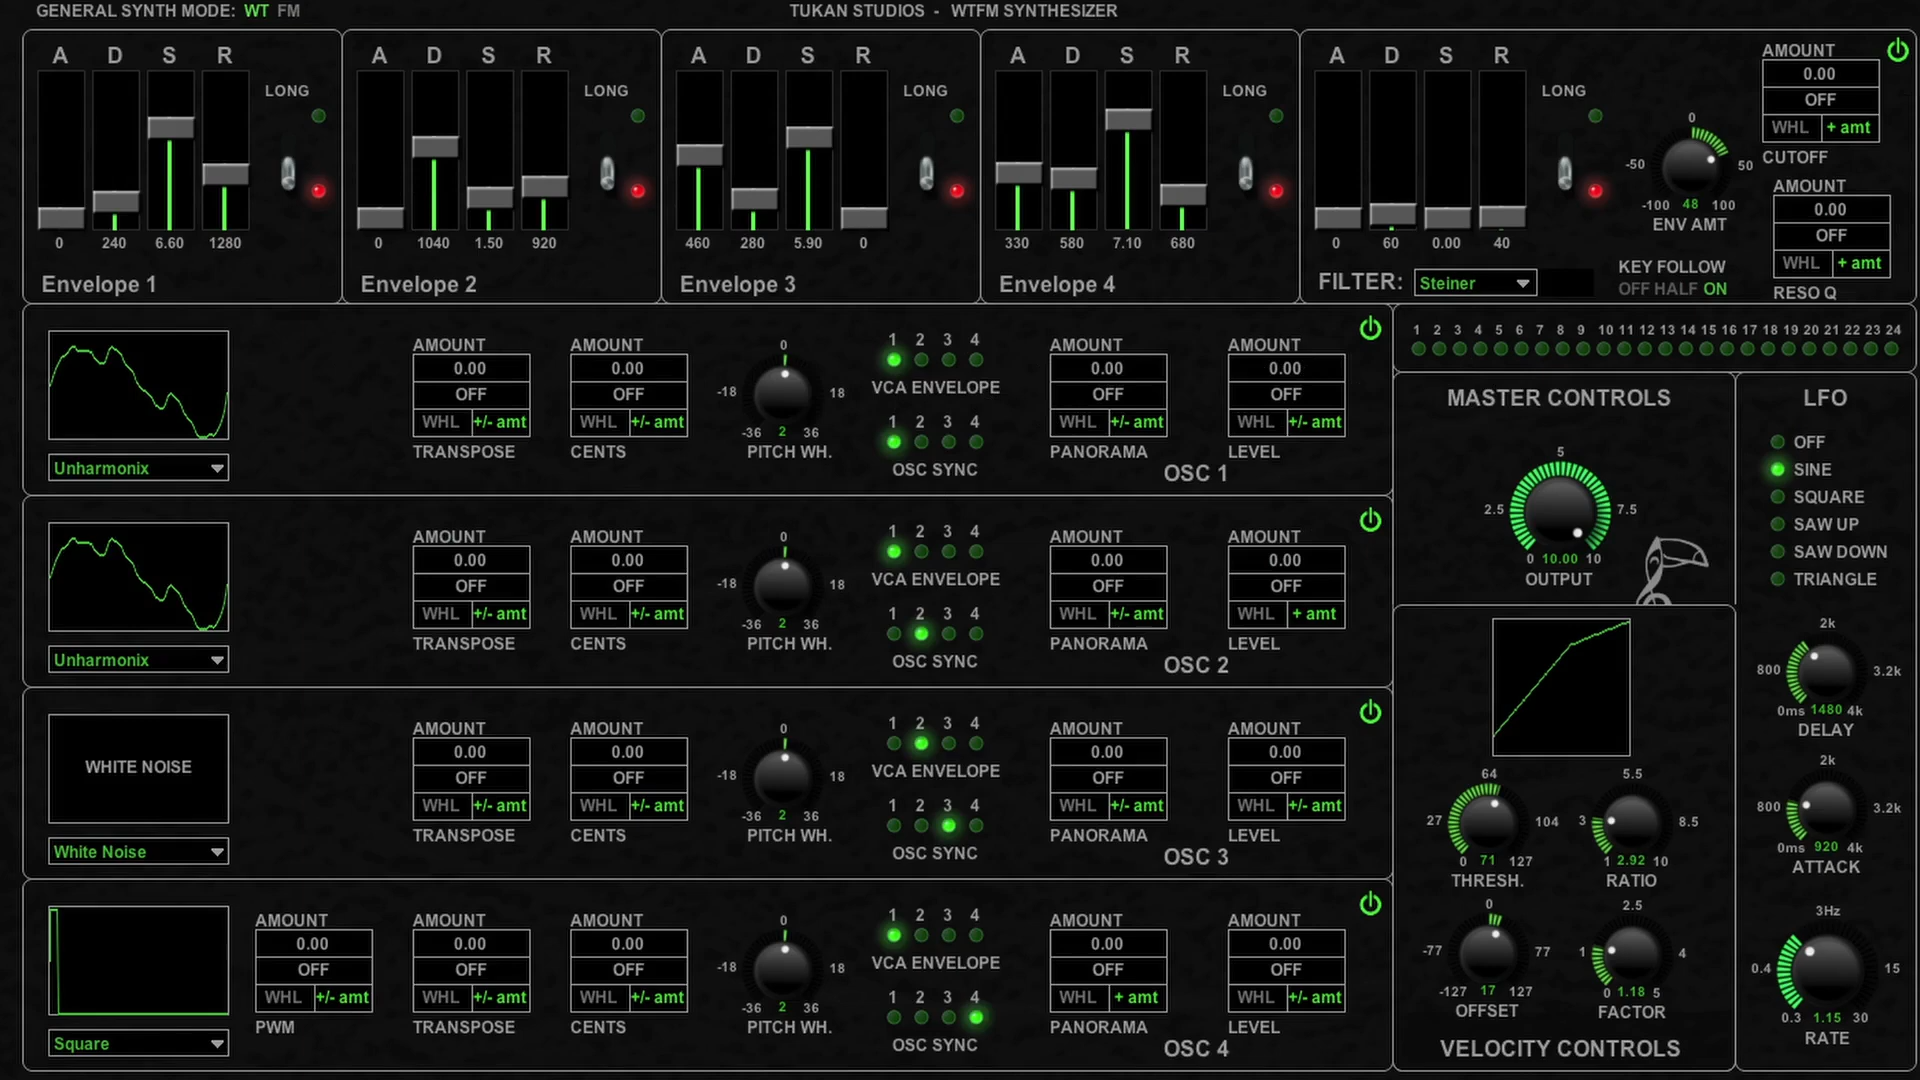 GENERAL SYNTH MODE: WT FM
TUKAN STUDIOS - WTFM SYNTHESIZER
A D S R
LONG
0 240 6.60 1280
Envelope 1
A D S R
LONG
0 1040 1.50 920
Envelope 2
A D S R
LONG
460 280 5.90 0
Envelope 3
A D S R
LONG
330 580 7.10 680
Envelope 4
A D S R
LONG
0 60 0.00 40
FILTER: Steiner
0
-50 50
-100 48 100
ENV AMT
KEY FOLLOW
OFF HALF ON
AMOUNT
0.00
OFF
WHL + amt
CUTOFF
AMOUNT
0.00
OFF
WHL + amt
RESO Q
Unharmonix
AMOUNT
0.00
OFF
WHL +/- amt
TRANSPOSE
AMOUNT
0.00
OFF
WHL +/- amt
CENTS
0
-18 18
-36 2 36
PITCH WH.
1 2 3 4
VCA ENVELOPE
1 2 3 4
OSC SYNC
AMOUNT
0.00
OFF
WHL +/- amt
PANORAMA
AMOUNT
0.00
OFF
WHL +/- amt
LEVEL
OSC 1
Unharmonix
AMOUNT
0.00
OFF
WHL +/- amt
TRANSPOSE
AMOUNT
0.00
OFF
WHL +/- amt
CENTS
0
-18 18
-36 2 36
PITCH WH.
1 2 3 4
VCA ENVELOPE
1 2 3 4
OSC SYNC
AMOUNT
0.00
OFF
WHL +/- amt
PANORAMA
AMOUNT
0.00
OFF
WHL + amt
LEVEL
OSC 2
WHITE NOISE
White Noise
AMOUNT
0.00
OFF
WHL +/- amt
TRANSPOSE
AMOUNT
0.00
OFF
WHL +/- amt
CENTS
0
-18 18
-36 2 36
PITCH WH.
1 2 3 4
VCA ENVELOPE
1 2 3 4
OSC SYNC
AMOUNT
0.00
OFF
WHL +/- amt
PANORAMA
AMOUNT
0.00
OFF
WHL +/- amt
LEVEL
OSC 3
Square
AMOUNT
0.00
OFF
WHL +/- amt
PWM
AMOUNT
0.00
OFF
WHL +/- amt
TRANSPOSE
AMOUNT
0.00
OFF
WHL +/- amt
CENTS
0
-18 18
-36 2 36
PITCH WH.
1 2 3 4
VCA ENVELOPE
1 2 3 4
OSC SYNC
AMOUNT
0.00
OFF
WHL + amt
PANORAMA
AMOUNT
0.00
OFF
WHL +/- amt
LEVEL
OSC 4
1 2 3 4 5 6 7 8 9 10 11 12 13 14 15 16 17 18 19 20 21 22 23 24
MASTER CONTROLS
5
2.5 7.5
0 10.00 10
OUTPUT
64
27 104
0 71 127
THRESH.
5.5
3 8.5
1 2.92 10
RATIO
0
-77 77
-127 17 127
OFFSET
2.5
1 4
0 1.18 5
FACTOR
VELOCITY CONTROLS
LFO
OFF
SINE
SQUARE
SAW UP
SAW DOWN
TRIANGLE
2k
800 3.2k
0ms 1480 4k
DELAY
2k
800 3.2k
0ms 920 4k
ATTACK
3Hz
0.4 15
0.3 1.15 30
RATE